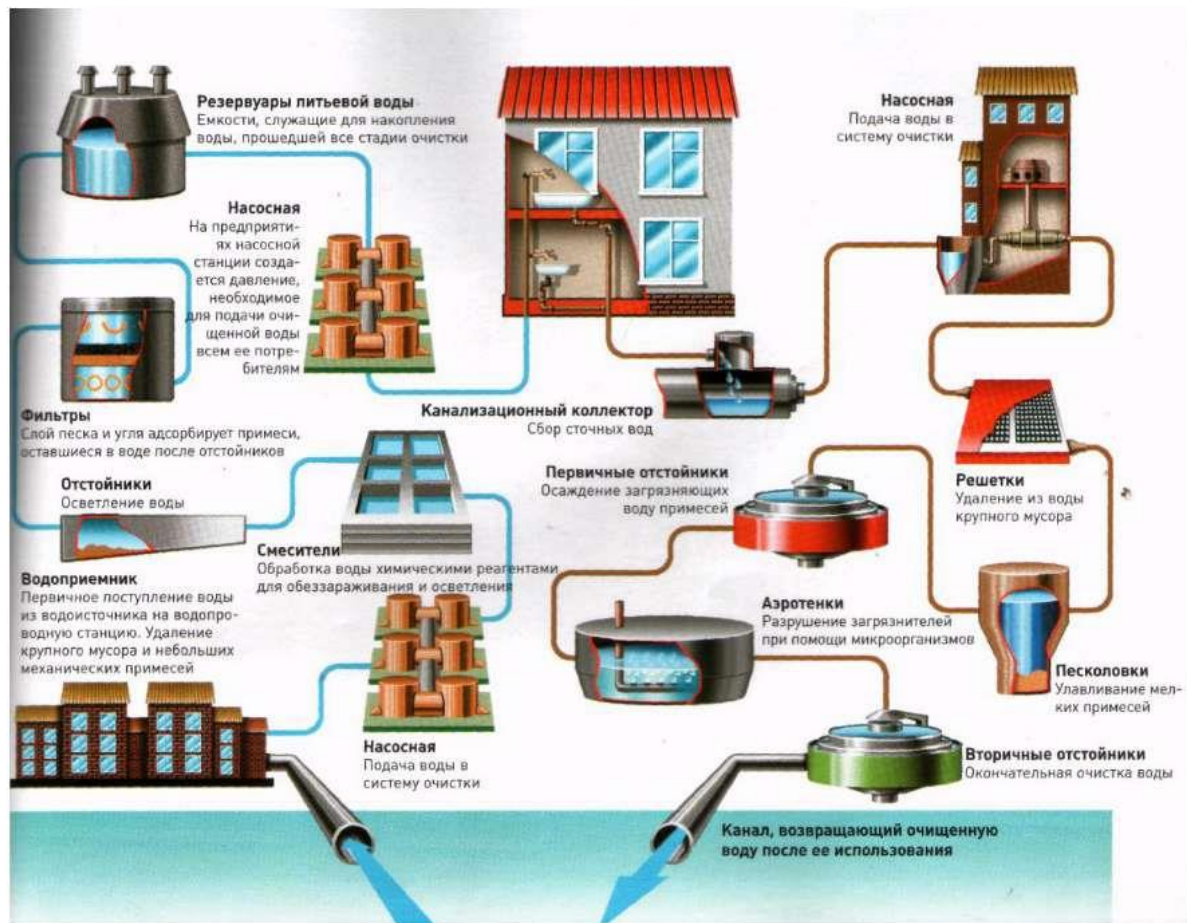 Резервуары питьевой воды
Емкости, служащие для накопления
воды, прошедшей все стадии очистки
Насосная
На предприяти-
ях насосной
станции созда-
ется давление,
необходимое
для подачи очи-
щенной воды
всем ее потре-
бителям
Насосная
Подача воды в
систему очистки
Фильтры
Слой песка и угля адсорбирует примеси,
оставшиеся в воде после отстойников
Канализационный коллектор
Сбор сточных вод
Отстойники
Осветление воды
Первичные отстойники
Осаждение загрязняющих
воду примесей
Решетки
Удаление из воды
крупного мусора
Смесители
Обработка воды химическими реагентами
для обеззараживания и осветления
Водоприемник
Первичное поступление воды
из водоисточника на водопро-
водную станцию. Удаление
крупного мусора и небольших
механических примесей
Аэротенки
Разрушение загрязнителей
при помощи микроорганизмов
Песколовки
Улавливание мел-
ких примесей
Насосная
Подача воды в
систему очистки
Вторичные отстойники
Окончательная очистка воды
Канал, возвращающий очищенную
воду после ее использования